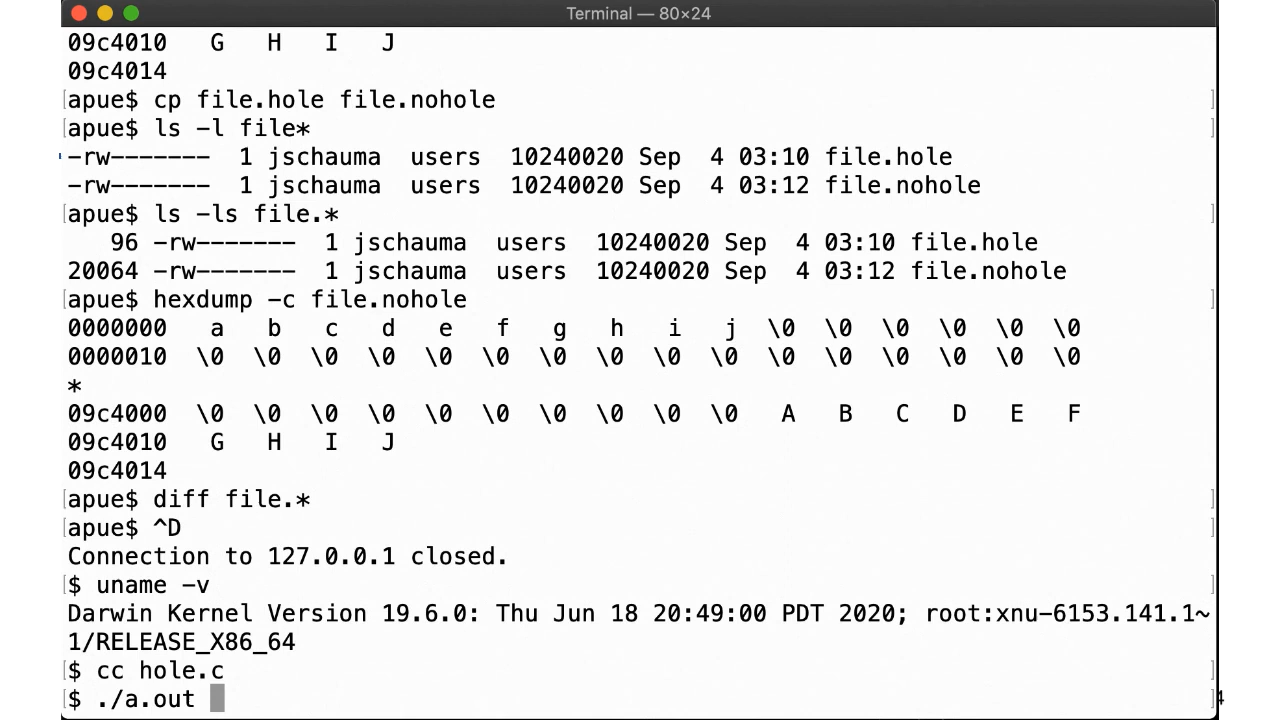 Terminal — 80×24
09c4010   G   H   I   J
09c4014
[apue$ cp file.hole file.nohole ]
[apue$ ls -l file* ]
-rw-------  1 jschauma  users  10240020 Sep  4 03:10 file.hole
-rw-------  1 jschauma  users  10240020 Sep  4 03:12 file.nohole
[apue$ ls -ls file.* ]
   96 -rw-------  1 jschauma  users  10240020 Sep  4 03:10 file.hole
20064 -rw-------  1 jschauma  users  10240020 Sep  4 03:12 file.nohole
[apue$ hexdump -c file.nohole ]
0000000   a   b   c   d   e   f   g   h   i   j  \0  \0  \0  \0  \0  \0
0000010  \0  \0  \0  \0  \0  \0  \0  \0  \0  \0  \0  \0  \0  \0  \0  \0
*
09c4000  \0  \0  \0  \0  \0  \0  \0  \0  \0  \0   A   B   C   D   E   F
09c4010   G   H   I   J
09c4014
[apue$ diff file.* ]
[apue$ ^D ]
Connection to 127.0.0.1 closed.
[$ uname -v ]
Darwin Kernel Version 19.6.0: Thu Jun 18 20:49:00 PDT 2020; root:xnu-6153.141.1~
1/RELEASE_X86_64
[$ cc hole.c ]
[$ ./a.out ]
4